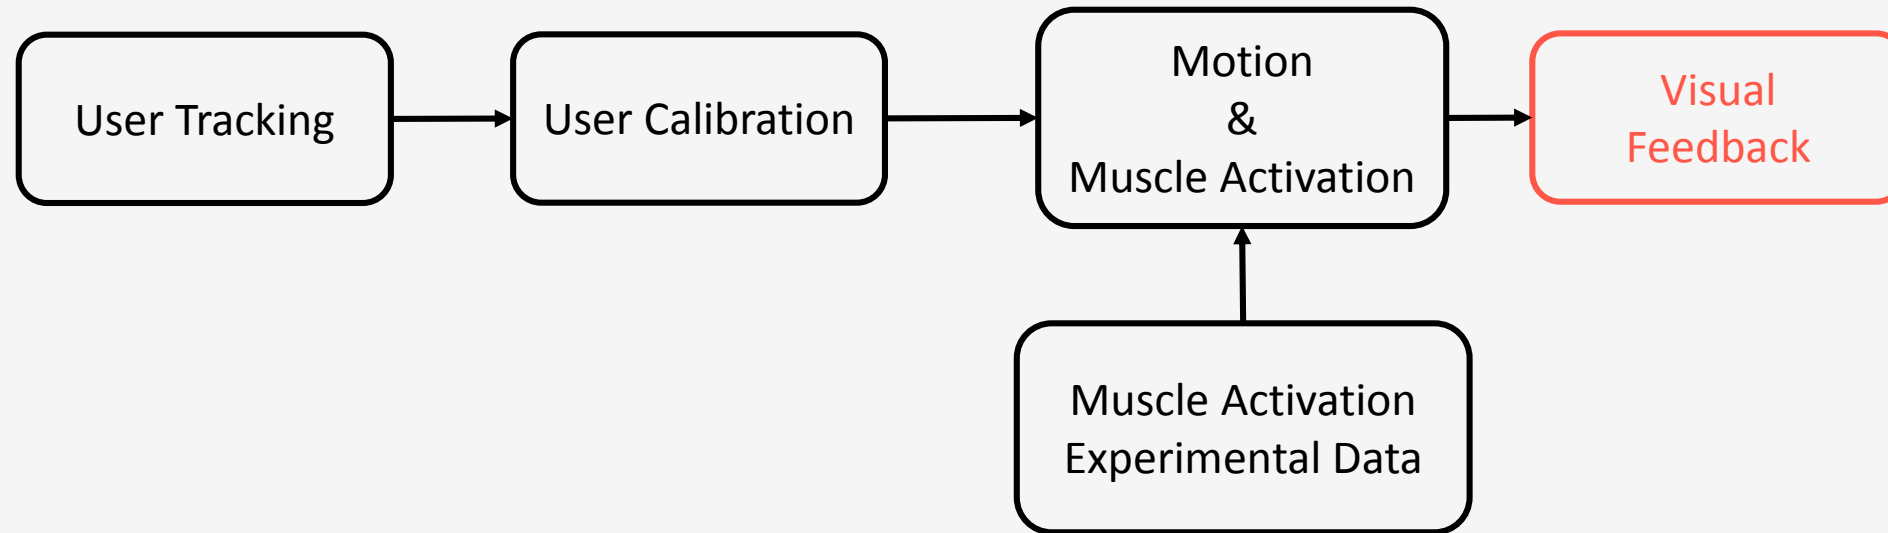 User Tracking
User Calibration
Motion
&
Muscle Activation
Visual
Feedback
Muscle Activation
Experimental Data